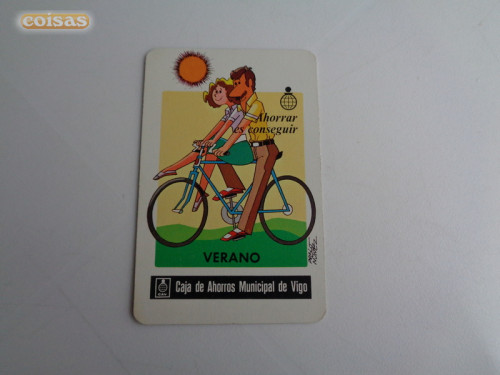 coisas
Ahorrar
es conseguir
VERANO
Caja de Ahorros Municipal de Vigo